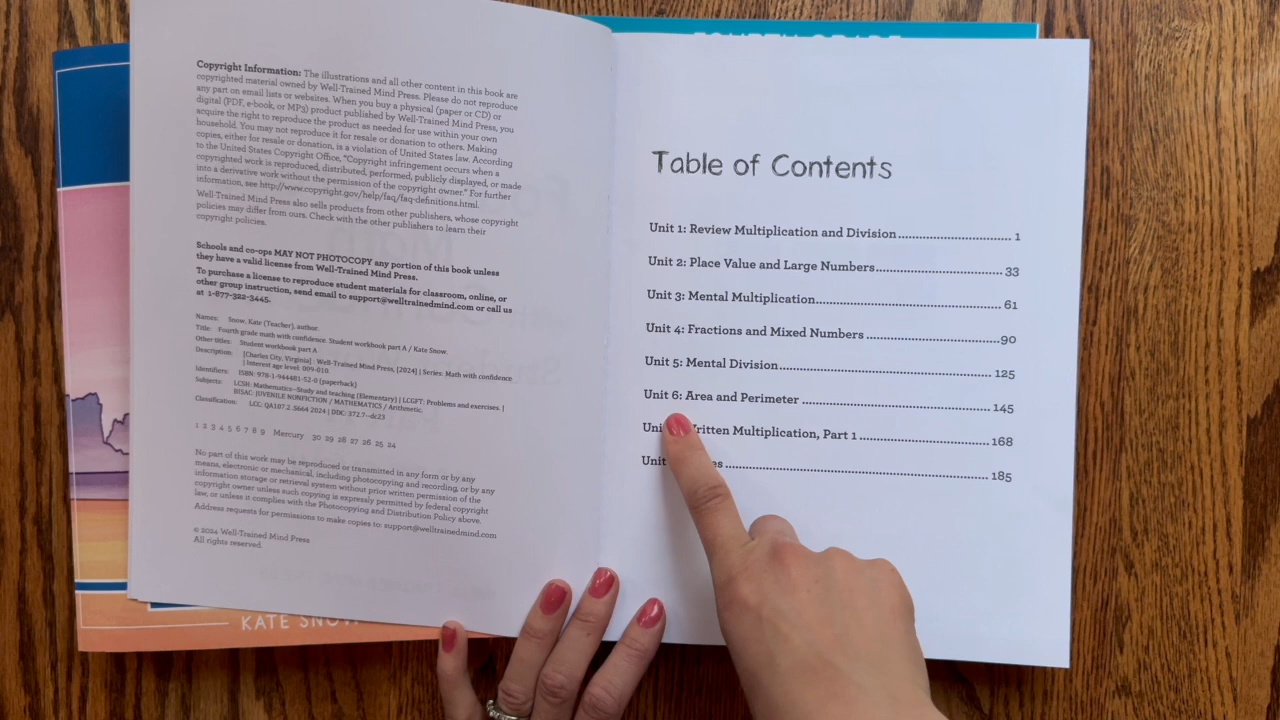 Copyright Information: The illustrations and all other content in this book are
copyrighted material owned by Well-Trained Mind Press. Please do not reproduce
any part on email lists or websites. When you buy a physical (paper or CD) or
digital (PDF, e-book, or MP3) product published by Well-Trained Mind Press, you
acquire the right to reproduce the product as needed for use within your own
household. You may not reproduce it for resale or donation to others. Making
copies, either for resale or donation, is a violation of United States law. According
to the United States Copyright Office, "Copyright infringement occurs when a
copyrighted work is reproduced, distributed, performed, publicly displayed, or made
into a derivative work without the permission of the copyright owner." For further
information, see http://www.copyright.gov/help/faq/faq-definitions.html.
Well-Trained Mind Press also sells products from other publishers, whose copyright
policies may differ from ours. Check with the other publishers to learn their
copyright policies.
Schools and co-ops MAY NOT PHOTOCOPY any portion of this book unless
they have a valid license from Well-Trained Mind Press.
To purchase a license to reproduce student materials for classroom, online, or
other group instruction, send email to support@welltrainedmind.com or call us
at 1-877-322-3445.
Names: Snow, Kate (Teacher), author.
Title: Fourth grade math with confidence. Student workbook part A / Kate Snow.
Other titles: Student workbook part A
Description: [Charles City, Virginia] : Well-Trained Mind Press, [2024] | Series: Math with confidence
| Interest age level: 009-010.
Identifiers: ISBN: 978-1-944481-52-0 (paperback)
Subjects: LCSH: Mathematics--Study and teaching (Elementary) | LCGFT: Problems and exercises. |
BISAC: JUVENILE NONFICTION / MATHEMATICS / Arithmetic.
Classification: LCC: QA107.2 .S664 2024 | DDC: 372.7--dc23
1 2 3 4 5 6 7 8 9 Mercury 30 29 28 27 26 25 24
No part of this work may be reproduced or transmitted in any form or by any
means, electronic or mechanical, including photocopying and recording, or by any
information storage or retrieval system without prior written permission of the
copyright owner unless such copying is expressly permitted by federal copyright
law, or unless it complies with the Photocopying and Distribution Policy above.
Address requests for permissions to make copies to: support@welltrainedmind.com
© 2024 Well-Trained Mind Press
All rights reserved.
KATE SNOW
FOURTH GRADE
Table of Contents
Unit 1: Review Multiplication and Division 1
Unit 2: Place Value and Large Numbers 33
Unit 3: Mental Multiplication 61
Unit 4: Fractions and Mixed Numbers 90
Unit 5: Mental Division 125
Unit 6: Area and Perimeter 145
Multiplication, Part 1 168
Unit 185